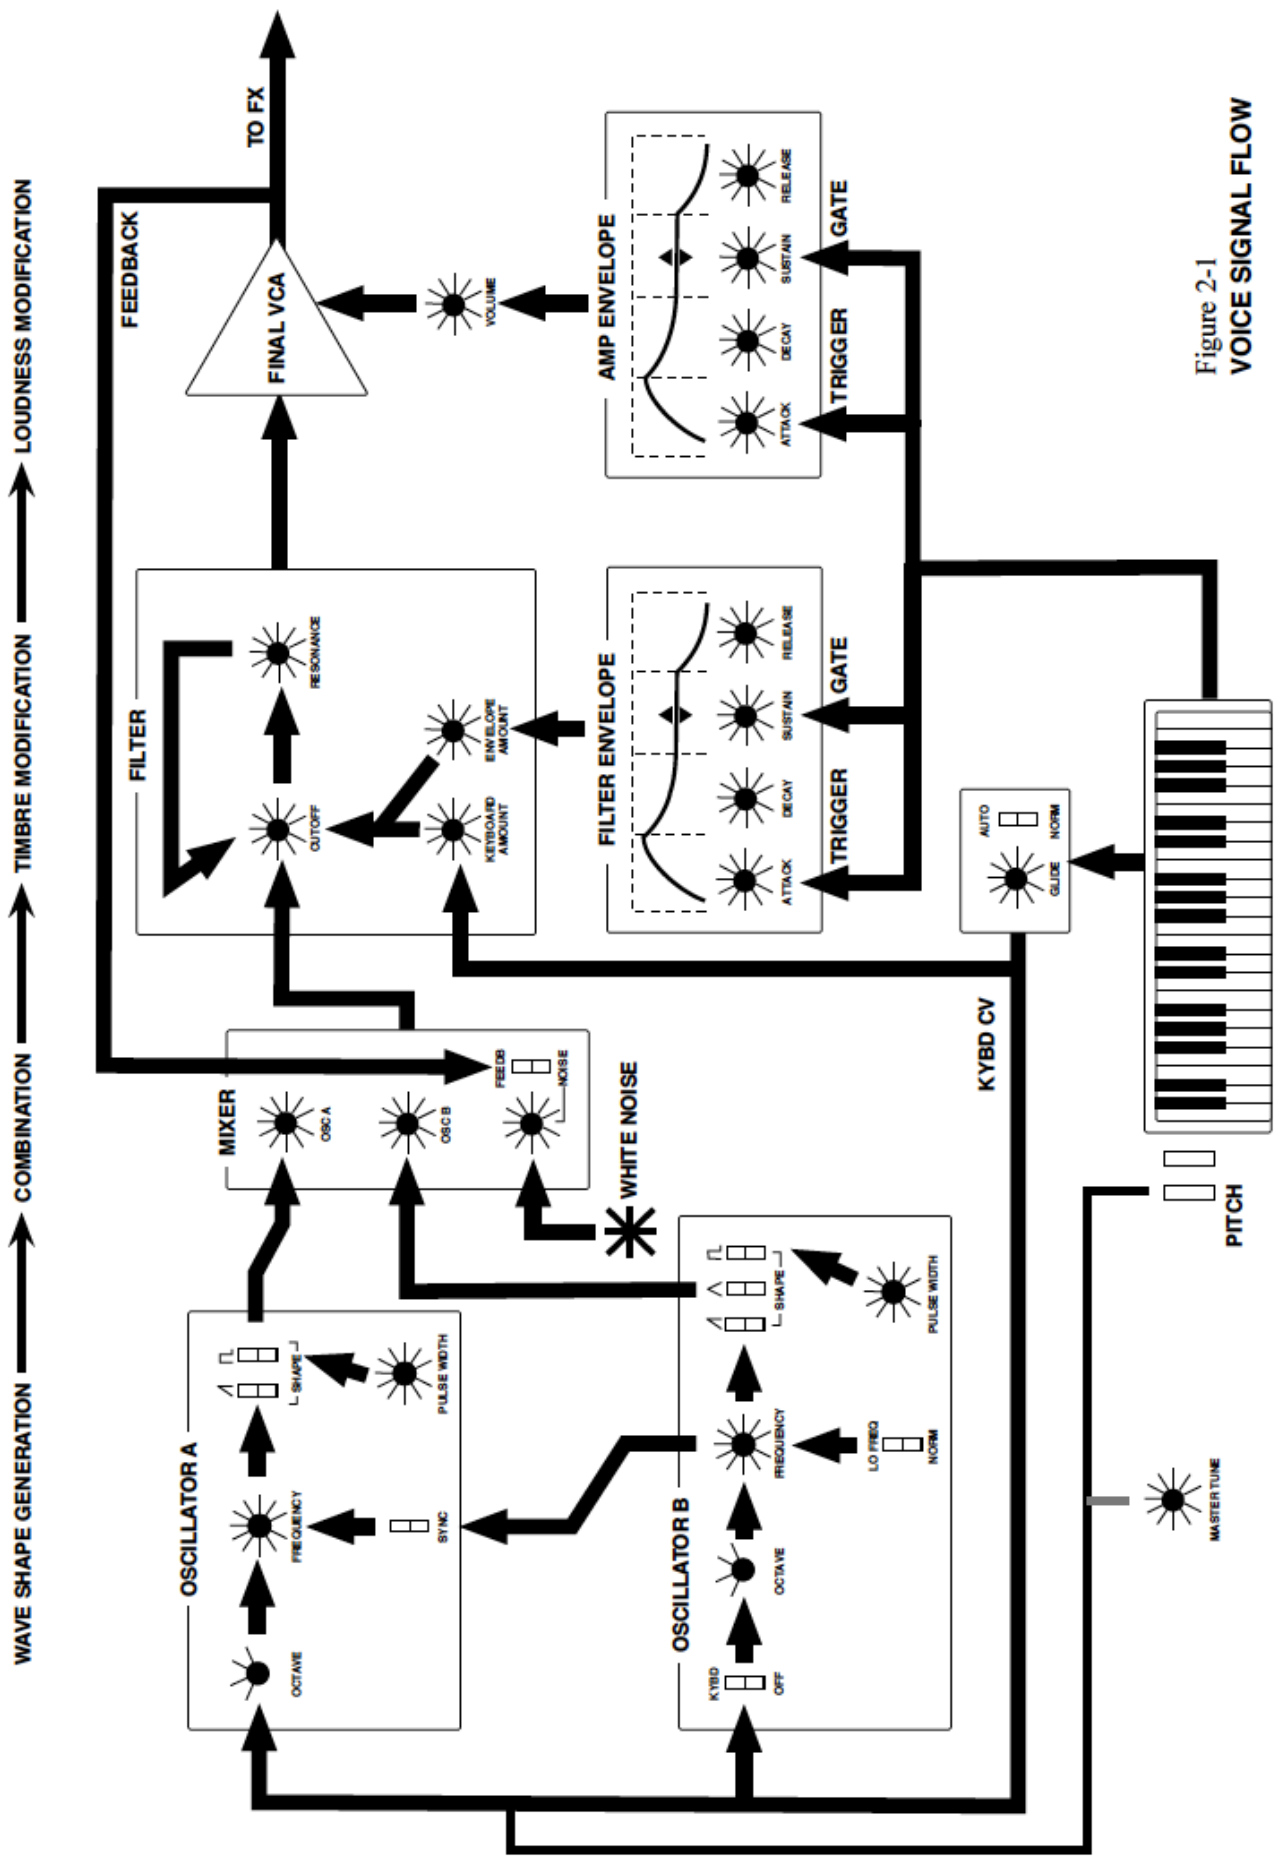 WAVE SHAPE GENERATION
COMBINATION
TIMBRE MODIFICATION
LOUDNESS MODIFICATION
FEEDBACK
TO FX
OSCILLATOR A
OCTAVE
FREQUENCY
SYNC
SHAPE
PULSE WIDTH
MIXER
OSC A
OSC B
FEEDB
NOISE
WHITE NOISE
FILTER
CUTOFF
RESONANCE
KEYBOARD
AMOUNT
ENVELOPE
AMOUNT
FINAL VCA
VOLUME
OSCILLATOR B
KYBD
OFF
OCTAVE
FREQUENCY
LO FREQ
NORM
SHAPE
PULSE WIDTH
FILTER ENVELOPE
ATTACK
DECAY
SUSTAIN
RELEASE
TRIGGER
GATE
AMP ENVELOPE
ATTACK
DECAY
SUSTAIN
RELEASE
TRIGGER
GATE
KYBD CV
AUTO
NORM
GLIDE
MASTER TUNE
PITCH
Figure 2-1
VOICE SIGNAL FLOW